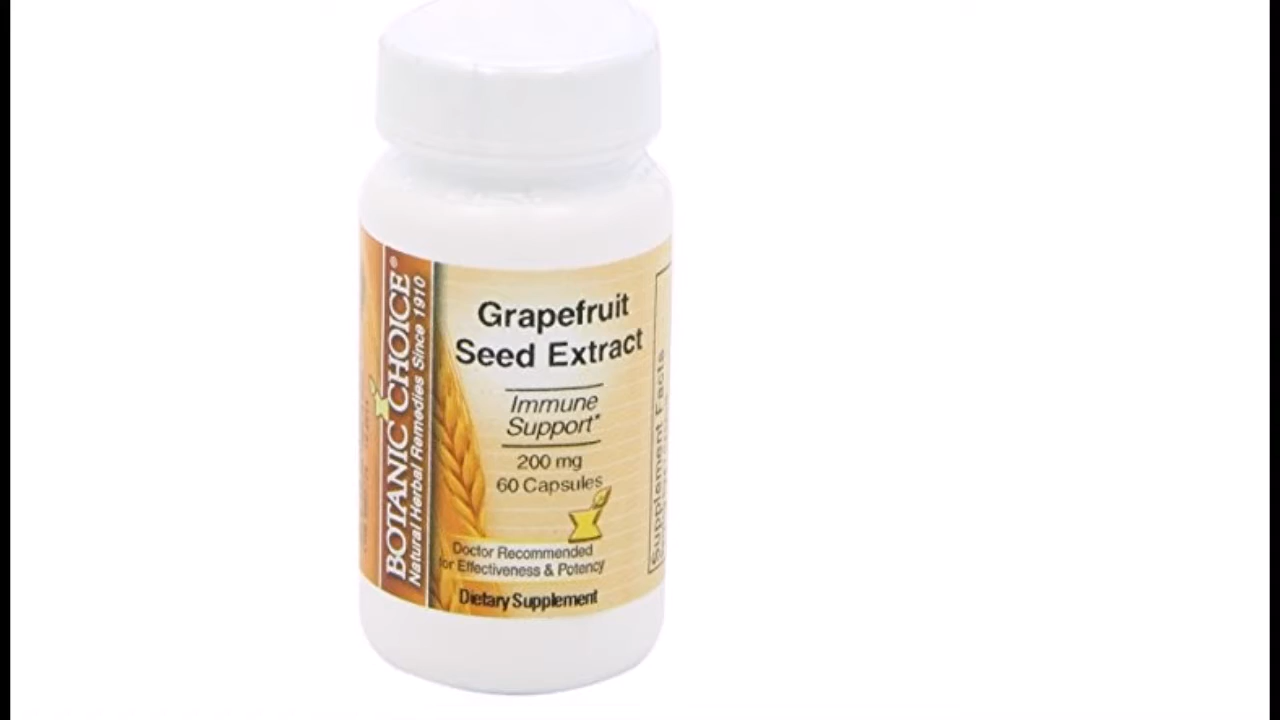 BOTANIC CHOICE®
Natural Herbal Remedies Since 1910
Grapefruit
Seed Extract
Immune
Support*
200 mg
60 Capsules
Doctor Recommended
for Effectiveness & Potency
Dietary Supplement
Supplement Facts